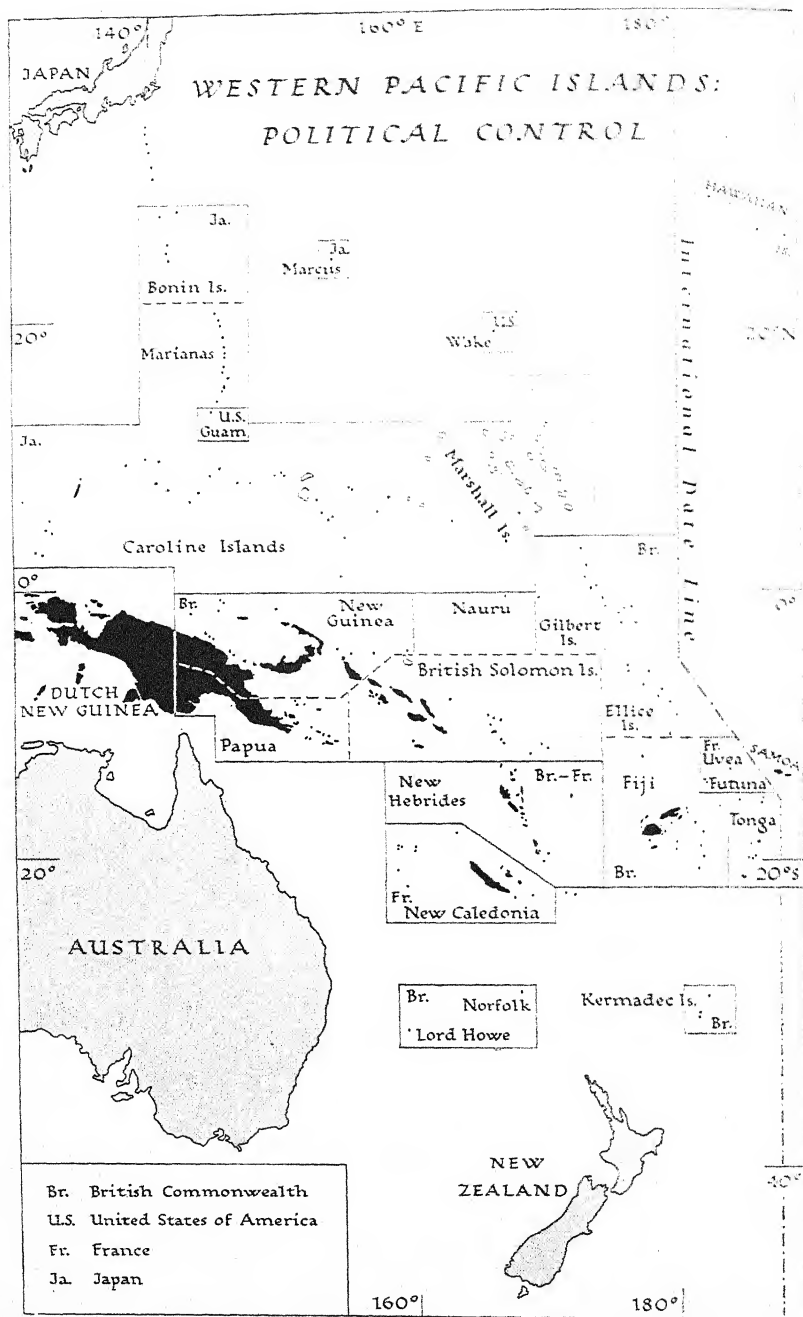 140°
160° E
180°
JAPAN
WESTERN PACIFIC ISLANDS:
POLITICAL CONTROL
HAWAIIAN
Is.
Ja.
Bonin Is.
Ja.
Marcus
International Date Line
20°
Marianas
U.S.
Wake
20°N
U.S.
Guam
Ja.
Marshall Is.
Caroline Islands
Br.
0°
Br.
New
Guinea
Nauru
Gilbert
Is.
0°
British Solomon Is.
DUTCH
NEW GUINEA
Papua
Ellice
Is.
Fr.
Uvea
Futuna
SAMOA
New
Hebrides
Br.-Fr.
Fiji
Tonga
20°
Fr.
New Caledonia
Br.
20°S
AUSTRALIA
Br.
Norfolk
Lord Howe
Kermadec Is.
Br.
NEW
ZEALAND
40°
Br. British Commonwealth
U.S. United States of America
Fr. France
Ja. Japan
160°
180°